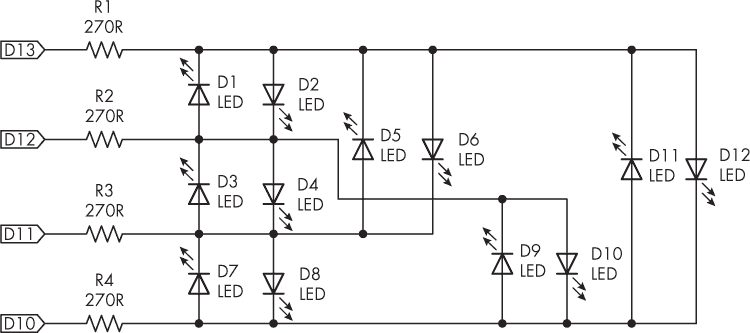 R1
270R
D13
D1
LED
D2
LED
R2
270R
D12
D5
LED
D6
LED
D11
LED
D12
LED
D3
LED
D4
LED
R3
270R
D11
D9
LED
D10
LED
D7
LED
D8
LED
R4
270R
D10